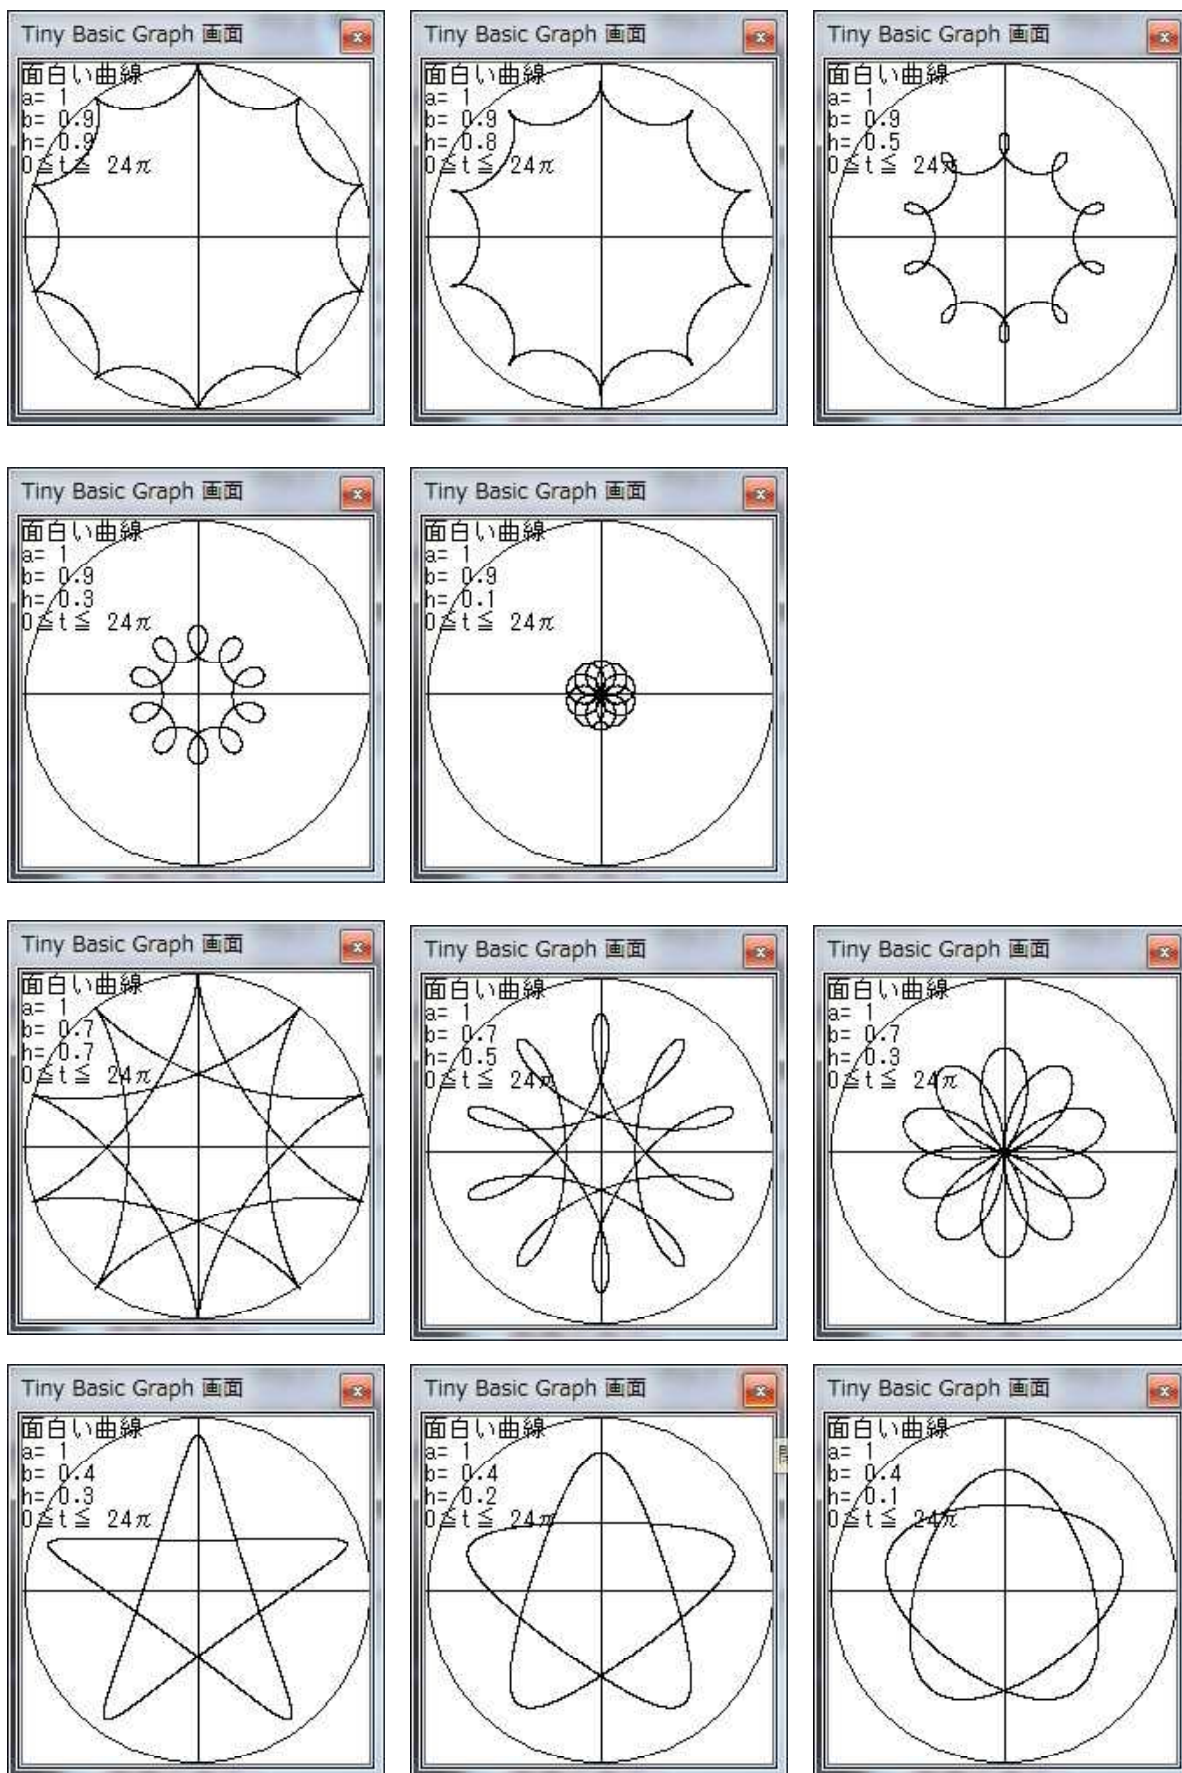 Tiny Basic Graph 画面
面白い曲線
a= 1
b= 0.9
h= 0.9
0≦t≦ 24π
Tiny Basic Graph 画面
面白い曲線
a= 1
b= 0.9
h= 0.8
0≦t≦ 24π
Tiny Basic Graph 画面
面白い曲線
a= 1
b= 0.9
h= 0.5
0≦t≦ 24π
Tiny Basic Graph 画面
面白い曲線
a= 1
b= 0.9
h= 0.3
0≦t≦ 24π
Tiny Basic Graph 画面
面白い曲線
a= 1
b= 0.9
h= 0.1
0≦t≦ 24π
Tiny Basic Graph 画面
面白い曲線
a= 1
b= 0.7
h= 0.7
0≦t≦ 24π
Tiny Basic Graph 画面
面白い曲線
a= 1
b= 0.7
h= 0.5
0≦t≦ 24π
Tiny Basic Graph 画面
面白い曲線
a= 1
b= 0.7
h= 0.3
0≦t≦ 24π
Tiny Basic Graph 画面
面白い曲線
a= 1
b= 0.4
h= 0.3
0≦t≦ 24π
Tiny Basic Graph 画面
面白い曲線
a= 1
b= 0.4
h= 0.2
0≦t≦ 24π
Tiny Basic Graph 画面
面白い曲線
a= 1
b= 0.4
h= 0.1
0≦t≦ 24π